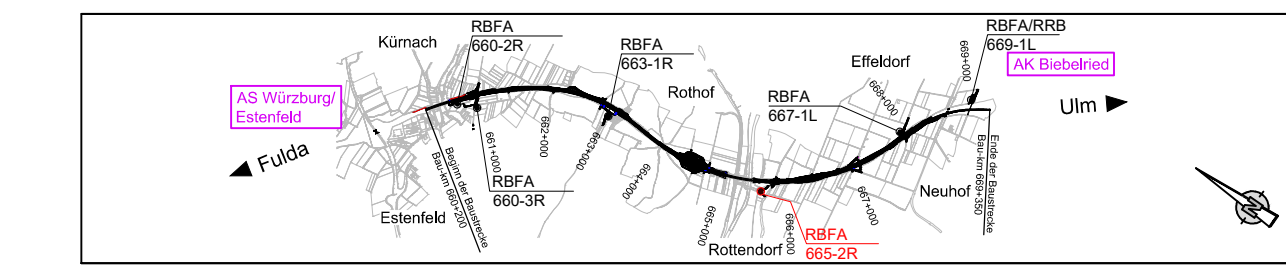 RBFA
660-2R
Kürnach
RBFA
663-1R
RBFA/RRB
669-1L
AK Biebelried
Effeldorf
669+000
668+000
Rothof
RBFA
667-1L
Ulm
AS Würzburg/
Estenfeld
Fulda
661+000
662+000
663+000
664+000
665+000
666+000
667+000
Beginn der Baustrecke
Bau-km 660+200
RBFA
660-3R
Estenfeld
Neuhof
Ende der Baustrecke
Bau-km 669+350
Rottendorf
RBFA
665-2R
N